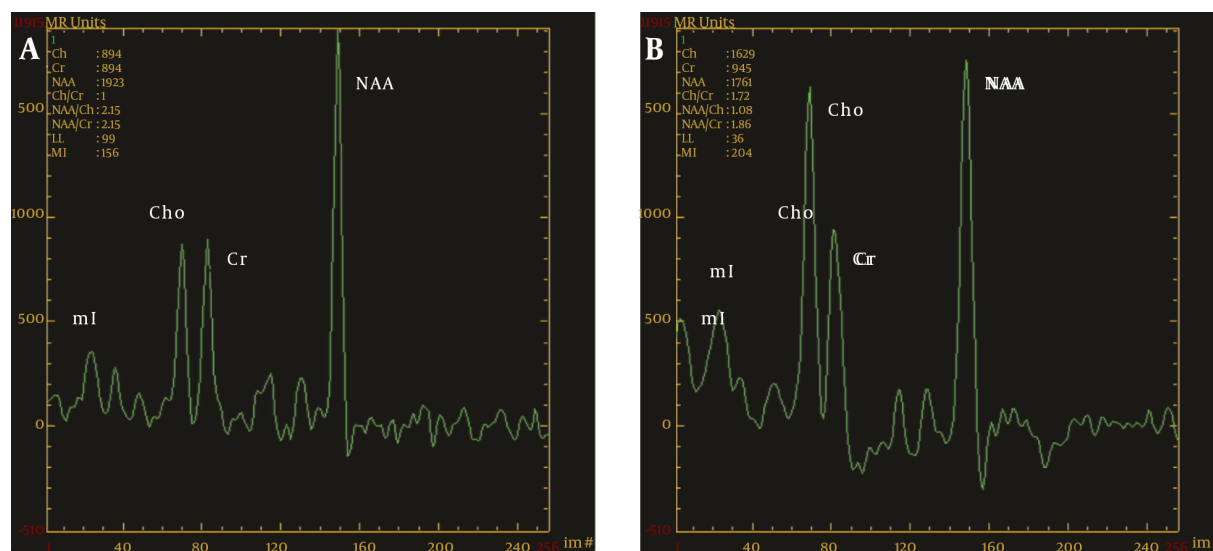 11915 MR Units
A
1
Ch :894
Cr :894
NAA :1923
Ch/Cr :1
NAA/Ch :2.15
NAA/Cr :2.15
LL :99
MI :156
NAA
Cho
Cr
mI
500
1000
500
0
-510
1 40 80 120 160 200 240 256 im #
11915 MR Units
B
1
Ch :1629
Cr :945
NAA :1761
Ch/Cr :1.72
NAA/Ch :1.08
NAA/Cr :1.86
LL :36
MI :204
NAA
Cho
Cho
Cr
mI
mI
500
1000
500
0
-510
1 40 80 120 160 200 240 256 im